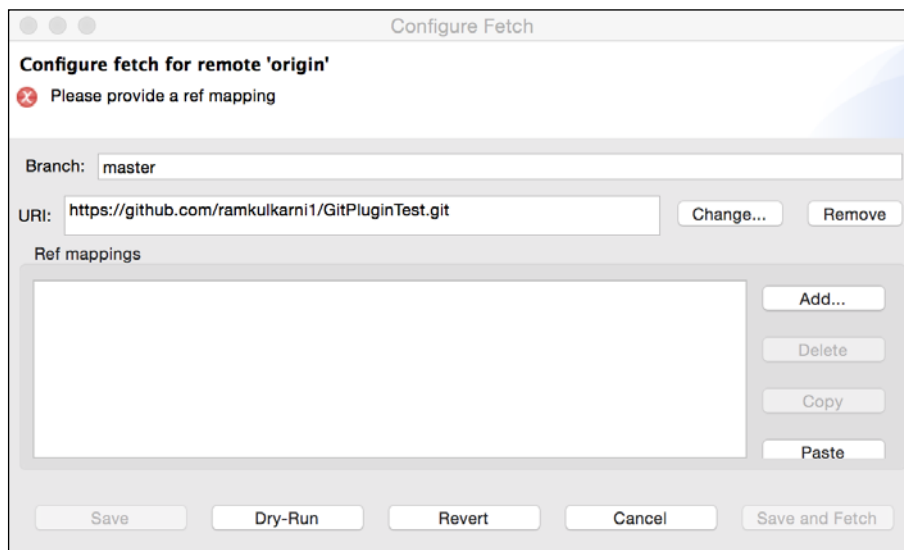 Configure Fetch
Configure fetch for remote 'origin'
Please provide a ref mapping
Branch: master
URI: https://github.com/ramkulkarni1/GitPluginTest.git Change... Remove
Ref mappings
Add...
Delete
Copy
Paste
Save Dry-Run Revert Cancel Save and Fetch